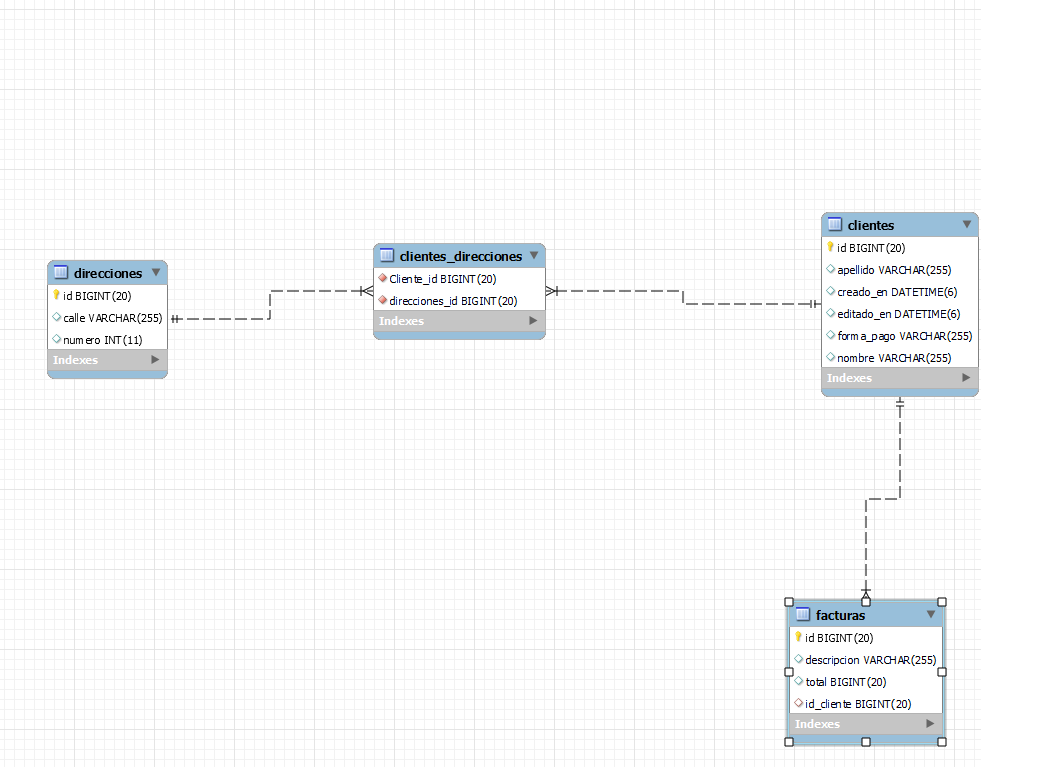 direcciones
id BIGINT(20)
calle VARCHAR(255)
numero INT(11)
Indexes
clientes_direcciones
Cliente_id BIGINT(20)
direcciones_id BIGINT(20)
Indexes
clientes
id BIGINT(20)
apellido VARCHAR(255)
creado_en DATETIME(6)
editado_en DATETIME(6)
forma_pago VARCHAR(255)
nombre VARCHAR(255)
Indexes
facturas
id BIGINT(20)
descripcion VARCHAR(255)
total BIGINT(20)
id_cliente BIGINT(20)
Indexes